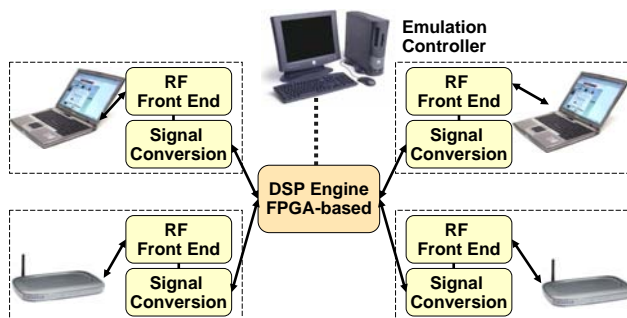 Emulation
Controller
RF
Front End
Signal
Conversion
RF
Front End
Signal
Conversion
DSP Engine
FPGA-based
RF
Front End
Signal
Conversion
RF
Front End
Signal
Conversion